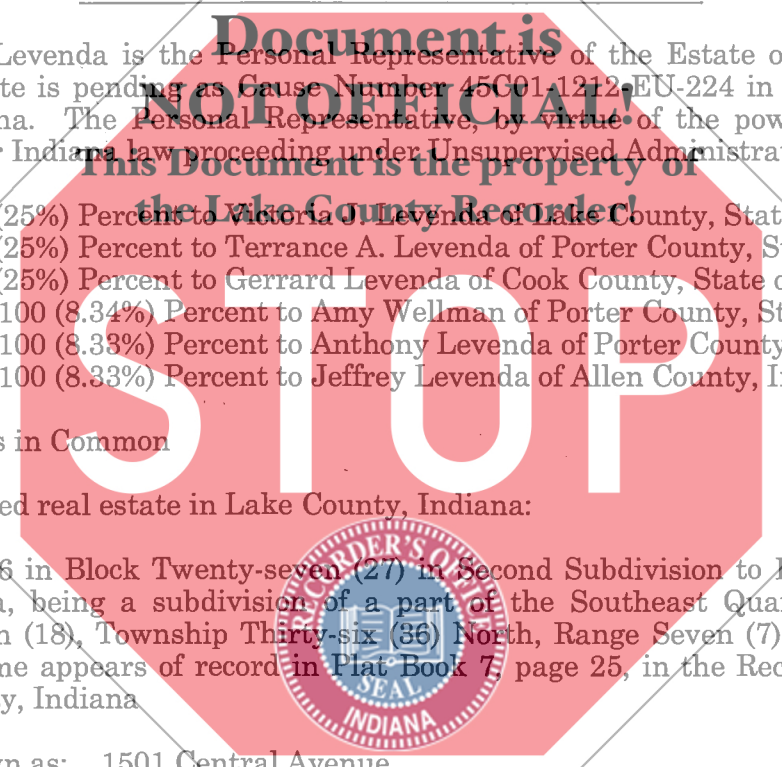 Document is
Levenda is the Personal Representative of the Estate o
te is pending as Cause Number 45C01-1212-EU-224 in
NOT OFFICIAL!
na. The Personal Representative, by virtue of the pow
r Indiana law proceeding under Unsupervised Administra
This Document is the property of
the Lake County Recorder!
(25%) Percent to Victoria J. Levenda of Lake County, Stat
(25%) Percent to Terrance A. Levenda of Porter County, S
(25%) Percent to Gerrard Levenda of Cook County, State o
100 (8.34%) Percent to Amy Wellman of Porter County, St
100 (8.33%) Percent to Anthony Levenda of Porter County
100 (8.33%) Percent to Jeffrey Levenda of Allen County, I
STOP
s in Common
ed real estate in Lake County, Indiana:
6 in Block Twenty-seven (27) in Second Subdivision to
a, being a subdivision of a part of the Southeast Qua
n (18), Township Thirty-six (36) North, Range Seven (7)
me appears of record in Plat Book 7, page 25, in the Rec
y, Indiana
RECORDER'S OF
SEAL
INDIANA
wn as: 1501 Central Avenue